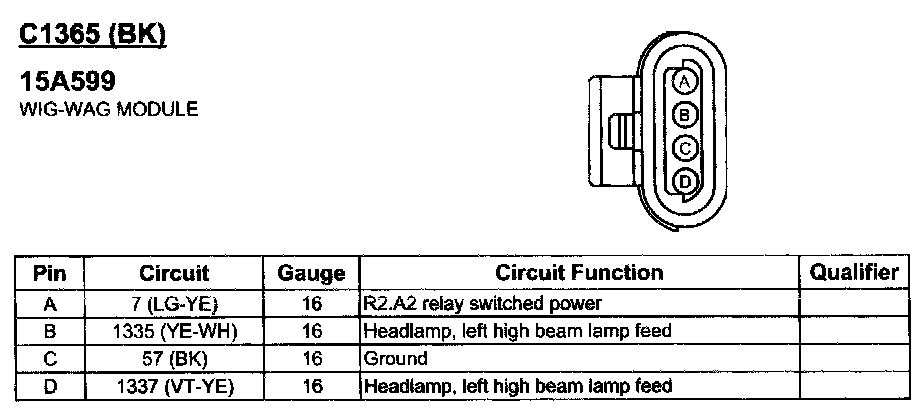 C1365 (BK)
15A599
WIG-WAG MODULE
A
B
C
D
Pin Circuit Gauge Circuit Function Qualifier
A 7 (LG-YE) 16 R2.A2 relay switched power
B 1335 (YE-WH) 16 Headlamp, left high beam lamp feed
C 57 (BK) 16 Ground
D 1337 (VT-YE) 16 Headlamp, left high beam lamp feed